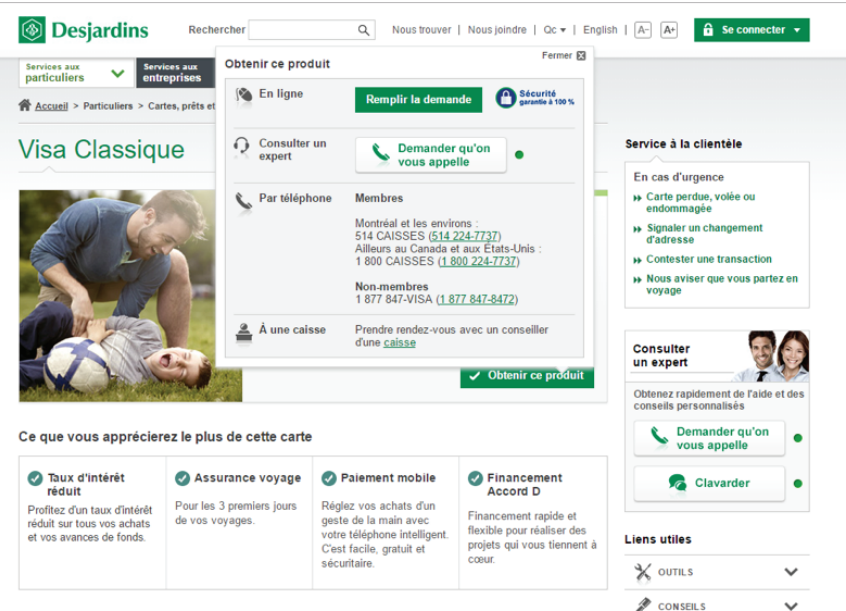 Desjardins
Rechercher
Nous trouver | Nous joindre | Qc | English | A- A+
Se connecter
Services aux
particuliers
Services aux
entreprises
Accueil > Particuliers > Cartes, prêts et
Visa Classique
Fermer
Obtenir ce produit
En ligne
Remplir la demande
Sécurité
garantie à 100 %
Consulter un
expert
Demander qu'on
vous appelle
Par téléphone
Membres
Montréal et les environs :
514 CAISSES (514 224-7737)
Ailleurs au Canada et aux États-Unis :
1 800 CAISSES (1 800 224-7737)
Non-membres
1 877 847-VISA (1 877 847-8472)
À une caisse
Prendre rendez-vous avec un conseiller
d'une caisse
Obtenir ce produit
Ce que vous apprécierez le plus de cette carte
Taux d'intérêt
réduit
Profitez d'un taux d'intérêt
réduit sur tous vos achats
et vos avances de fonds.
Assurance voyage
Pour les 3 premiers jours
de vos voyages.
Paiement mobile
Réglez vos achats d'un
geste de la main avec
votre téléphone intelligent.
C'est facile, gratuit et
sécuritaire.
Financement
Accord D
Financement rapide et
flexible pour réaliser des
projets qui vous tiennent à
cœur.
Service à la clientèle
En cas d'urgence
Carte perdue, volée ou
endommagée
Signaler un changement
d'adresse
Contester une transaction
Nous aviser que vous partez en
voyage
Consulter
un expert
Obtenez rapidement de l'aide et des
conseils personnalisés
Demander qu'on
vous appelle
Clavarder
Liens utiles
OUTILS
CONSEILS